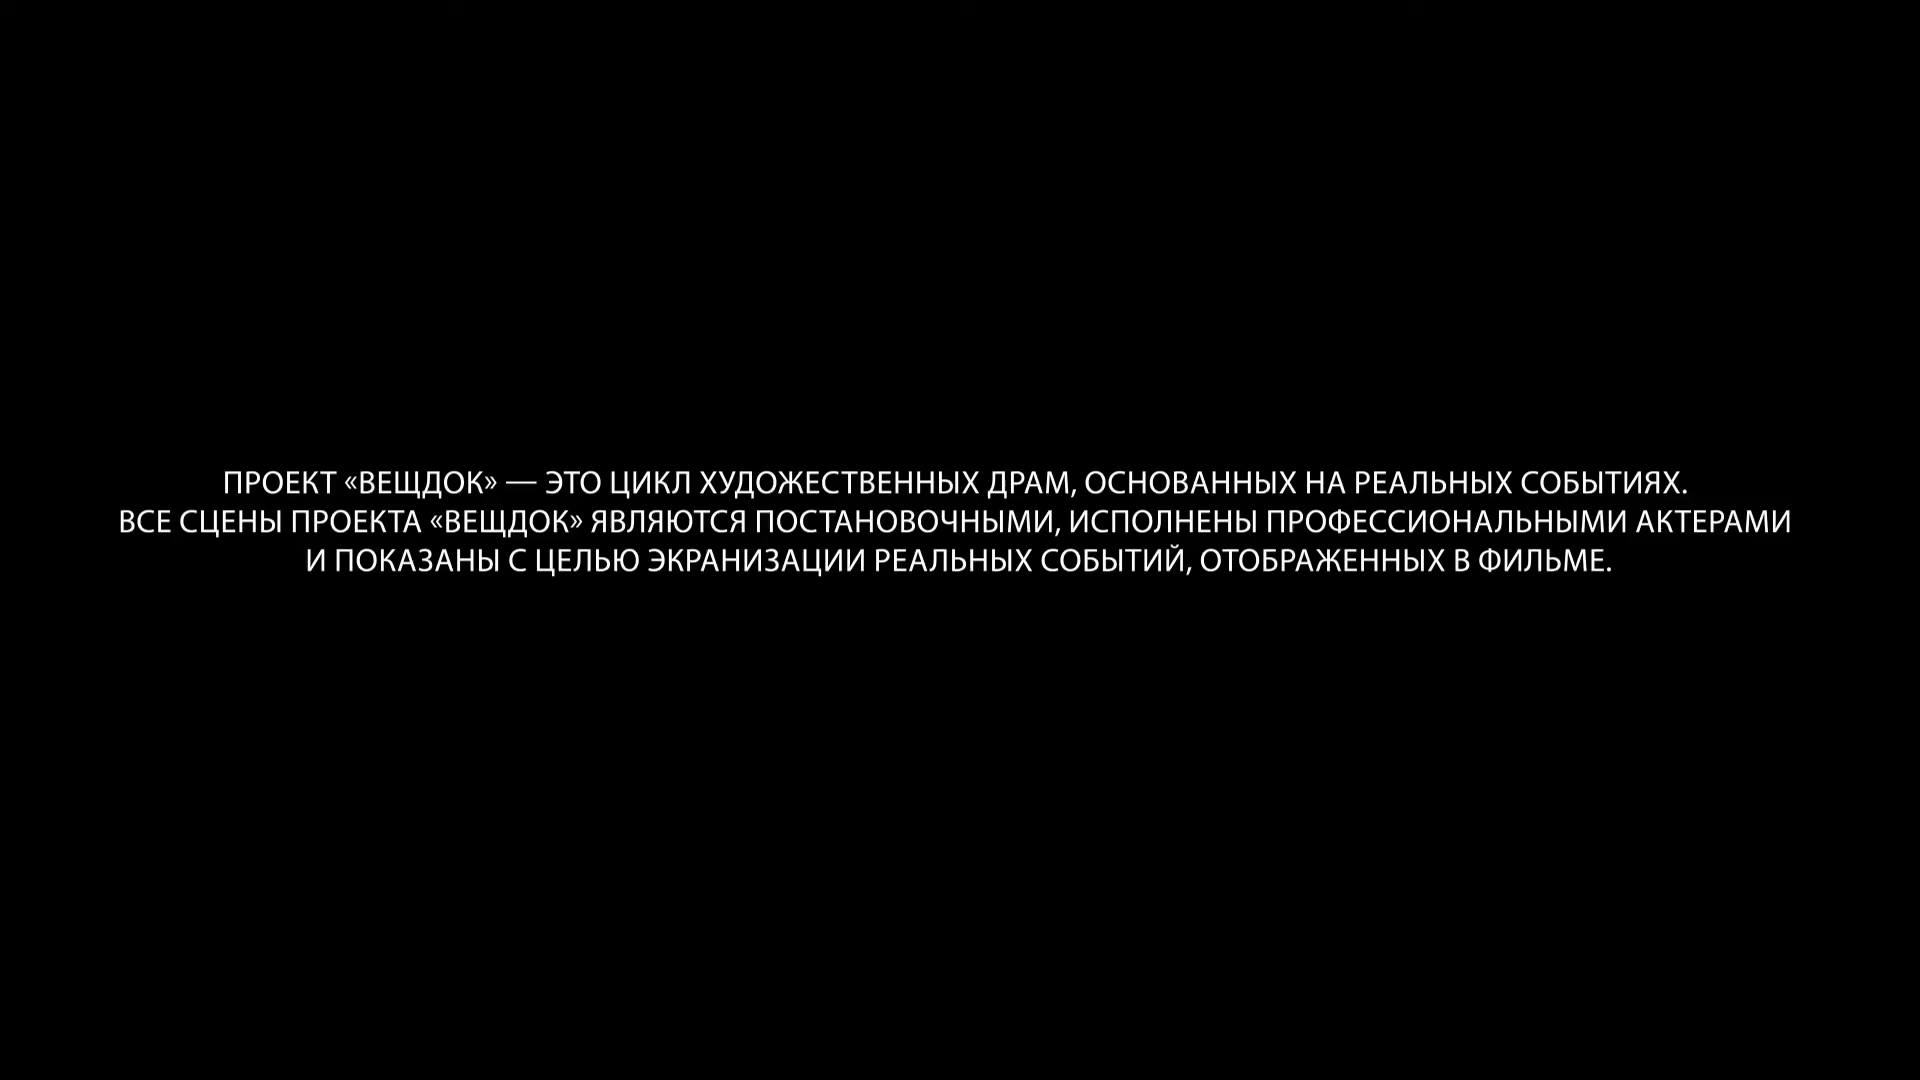 ПРОЕКТ «ВЕЩДОК» — ЭТО ЦИКЛ ХУДОЖЕСТВЕННЫХ ДРАМ, ОСНОВАННЫХ НА РЕАЛЬНЫХ СОБЫТИЯХ.
ВСЕ СЦЕНЫ ПРОЕКТА «ВЕЩДОК» ЯВЛЯЮТСЯ ПОСТАНОВОЧНЫМИ, ИСПОЛНЕНЫ ПРОФЕССИОНАЛЬНЫМИ АКТЕРАМИ
И ПОКАЗАНЫ С ЦЕЛЬЮ ЭКРАНИЗАЦИИ РЕАЛЬНЫХ СОБЫТИЙ, ОТОБРАЖЕННЫХ В ФИЛЬМЕ.